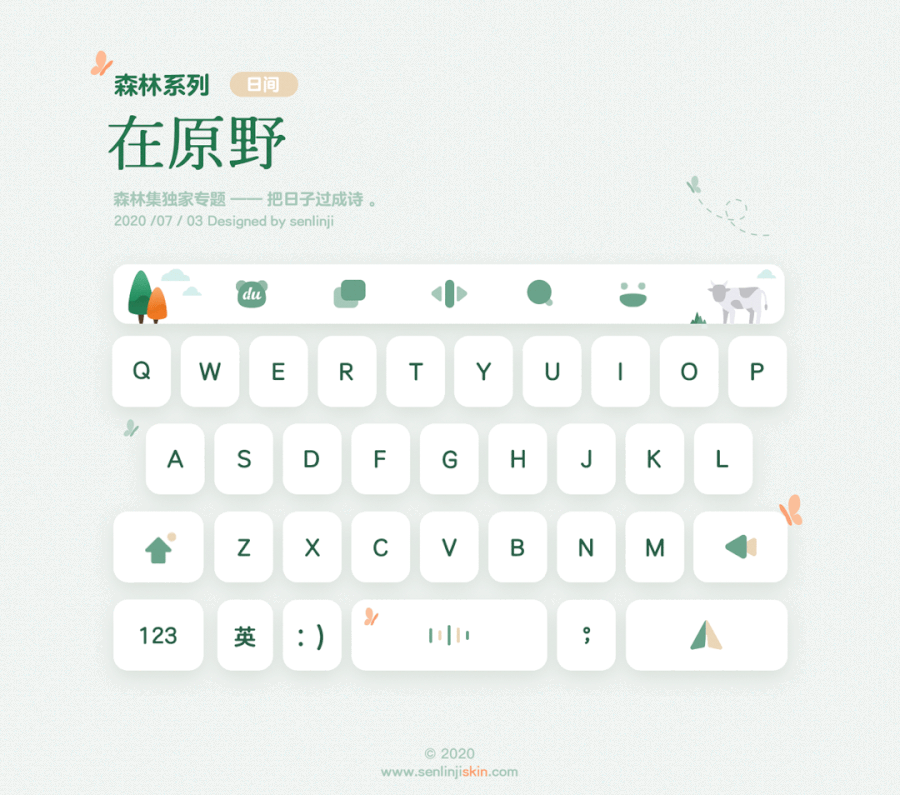 森林系列 日间
在原野
森林集独家专题 —— 把日子过成诗 。
2020 /07 / 03 Designed by senlinji
du
Q W E R T Y U I O P
A S D F G H J K L
Z X C V B N M
123 英 : ) °,
© 2020
www.senlinjiskin.com